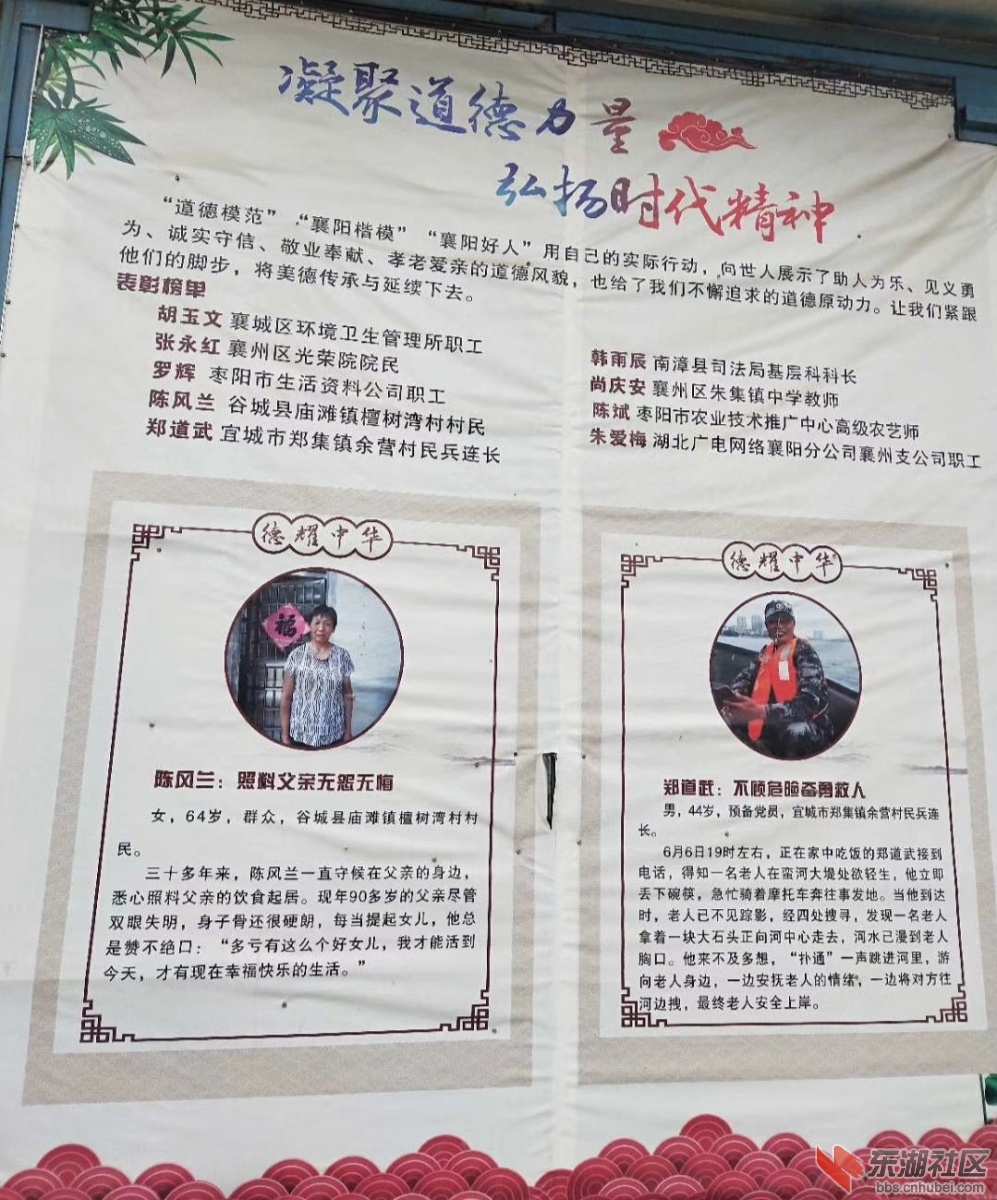 凝聚道德力量
弘扬时代精神
“道德模范”“襄阳楷模”“襄阳好人”用自己的实际行动，向世人展示了助人为乐、见义勇
为、诚实守信、敬业奉献、孝老爱亲的道德风貌，也给了我们不懈追求的道德原动力。让我们紧跟
他们的脚步，将美德传承与延续下去。
表彰榜单
胡玉文 襄城区环境卫生管理所职工
张永红 襄州区光荣院院民
罗辉 枣阳市生活资料公司职工
陈风兰 谷城县庙滩镇檀树湾村村民
郑道武 宜城市郑集镇余营村民兵连长
韩雨辰 南漳县司法局基层科科长
尚庆安 襄州区朱集镇中学教师
陈斌 枣阳市农业技术推广中心高级农艺师
朱爱梅 湖北广电网络襄阳分公司襄州支公司职工
德耀中华
福
陈风兰：照料父亲无怨无悔
女，64岁，群众，谷城县庙滩镇檀树湾村村
民。
三十多年来，陈风兰一直守候在父亲的身边，
悉心照料父亲的饮食起居。现年90多岁的父亲尽管
双眼失明，身子骨还很硬朗，每当提起女儿，他总
是赞不绝口：“多亏有这么个好女儿，我才能活到
今天，才有现在幸福快乐的生活。”
德耀中华
郑道武：不顾危险奋勇救人
男，44岁，预备党员，宜城市郑集镇余营村民兵连
长。
6月6日19时左右，正在家中吃饭的郑道武接到
电话，得知一名老人在蛮河大堤处欲轻生，他立即
丢下碗筷，急忙骑着摩托车奔往事发地。当他到达
时，老人已不见踪影，经四处搜寻，发现一名老人
拿着一块大石头正向河中心走去，河水已漫到老人
胸口。他来不及多想，“扑通”一声跳进河里，游
向老人身边，一边安抚老人的情绪，一边将对方往
河边拽，最终老人安全上岸。
东湖社区
bbs.cnhubei.com